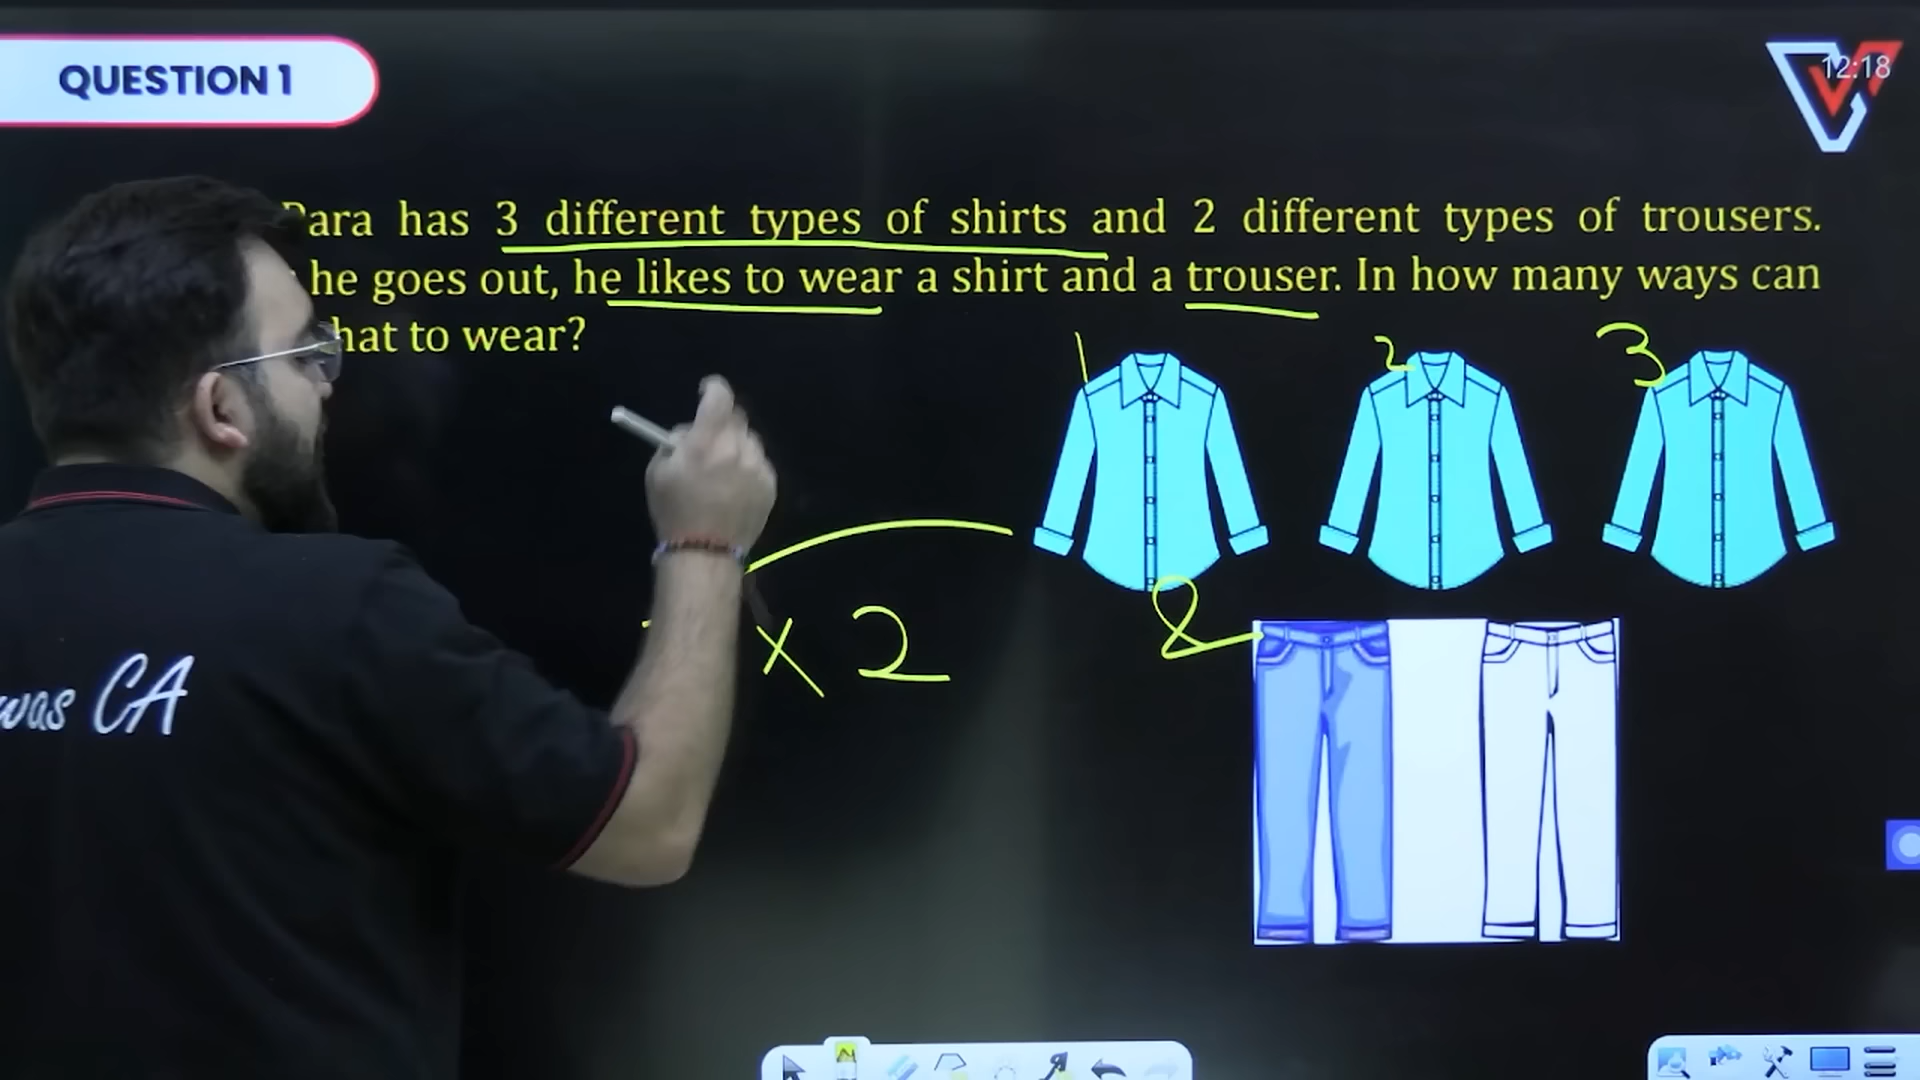 QUESTION 1
12:18
Para has 3 different types of shirts and 2 different types of trousers.
he goes out, he likes to wear a shirt and a trouser. In how many ways can
to wear?
1 2 3
x 2 &
was CA